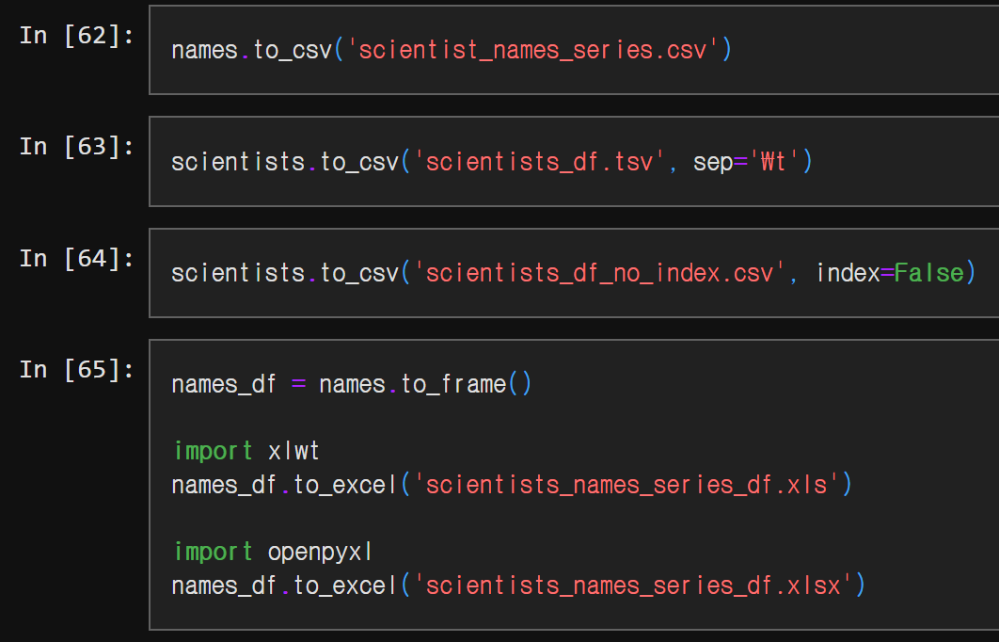 In [62]:
names.to_csv('scientist_names_series.csv')
In [63]:
scientists.to_csv('scientists_df.tsv', sep='₩t')
In [64]:
scientists.to_csv('scientists_df_no_index.csv', index=False)
In [65]:
names_df = names.to_frame()
import xlwt
names_df.to_excel('scientists_names_series_df.xls')
import openpyxl
names_df.to_excel('scientists_names_series_df.xlsx')